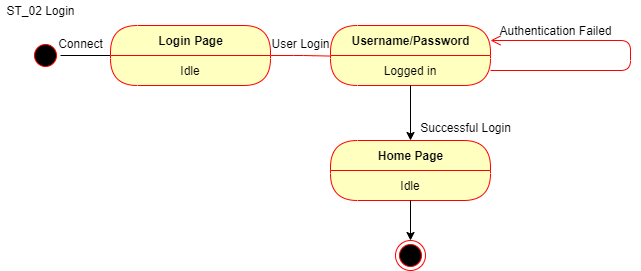 ST_02 Login
Connect
Login Page
Idle
User Login
Username/Password
Logged in
Authentication Failed
Successful Login
Home Page
Idle